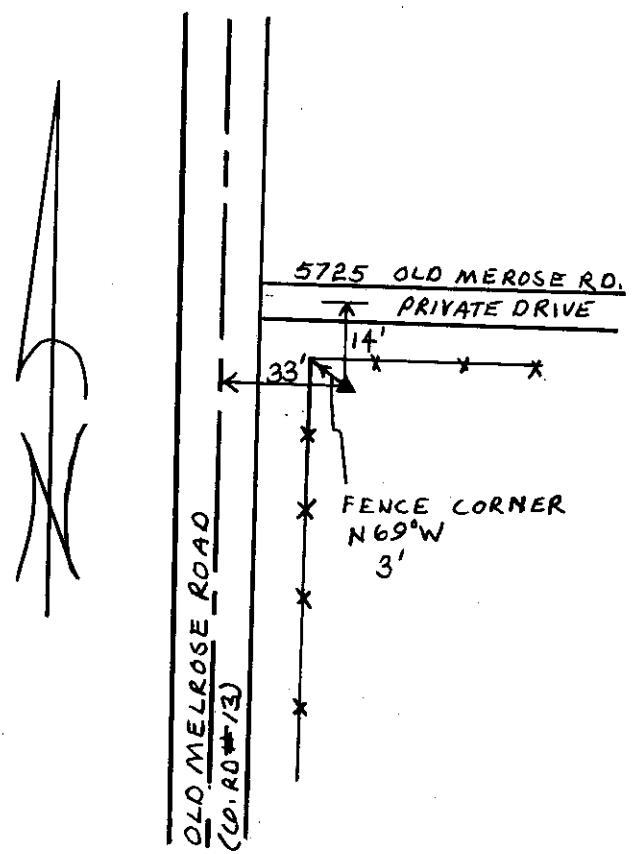 5725 OLD MEROSE RD.
PRIVATE DRIVE
14'
33'
FENCE CORNER
N69°W
3'
OLD MELROSE ROAD
(CO. RD #13)
N